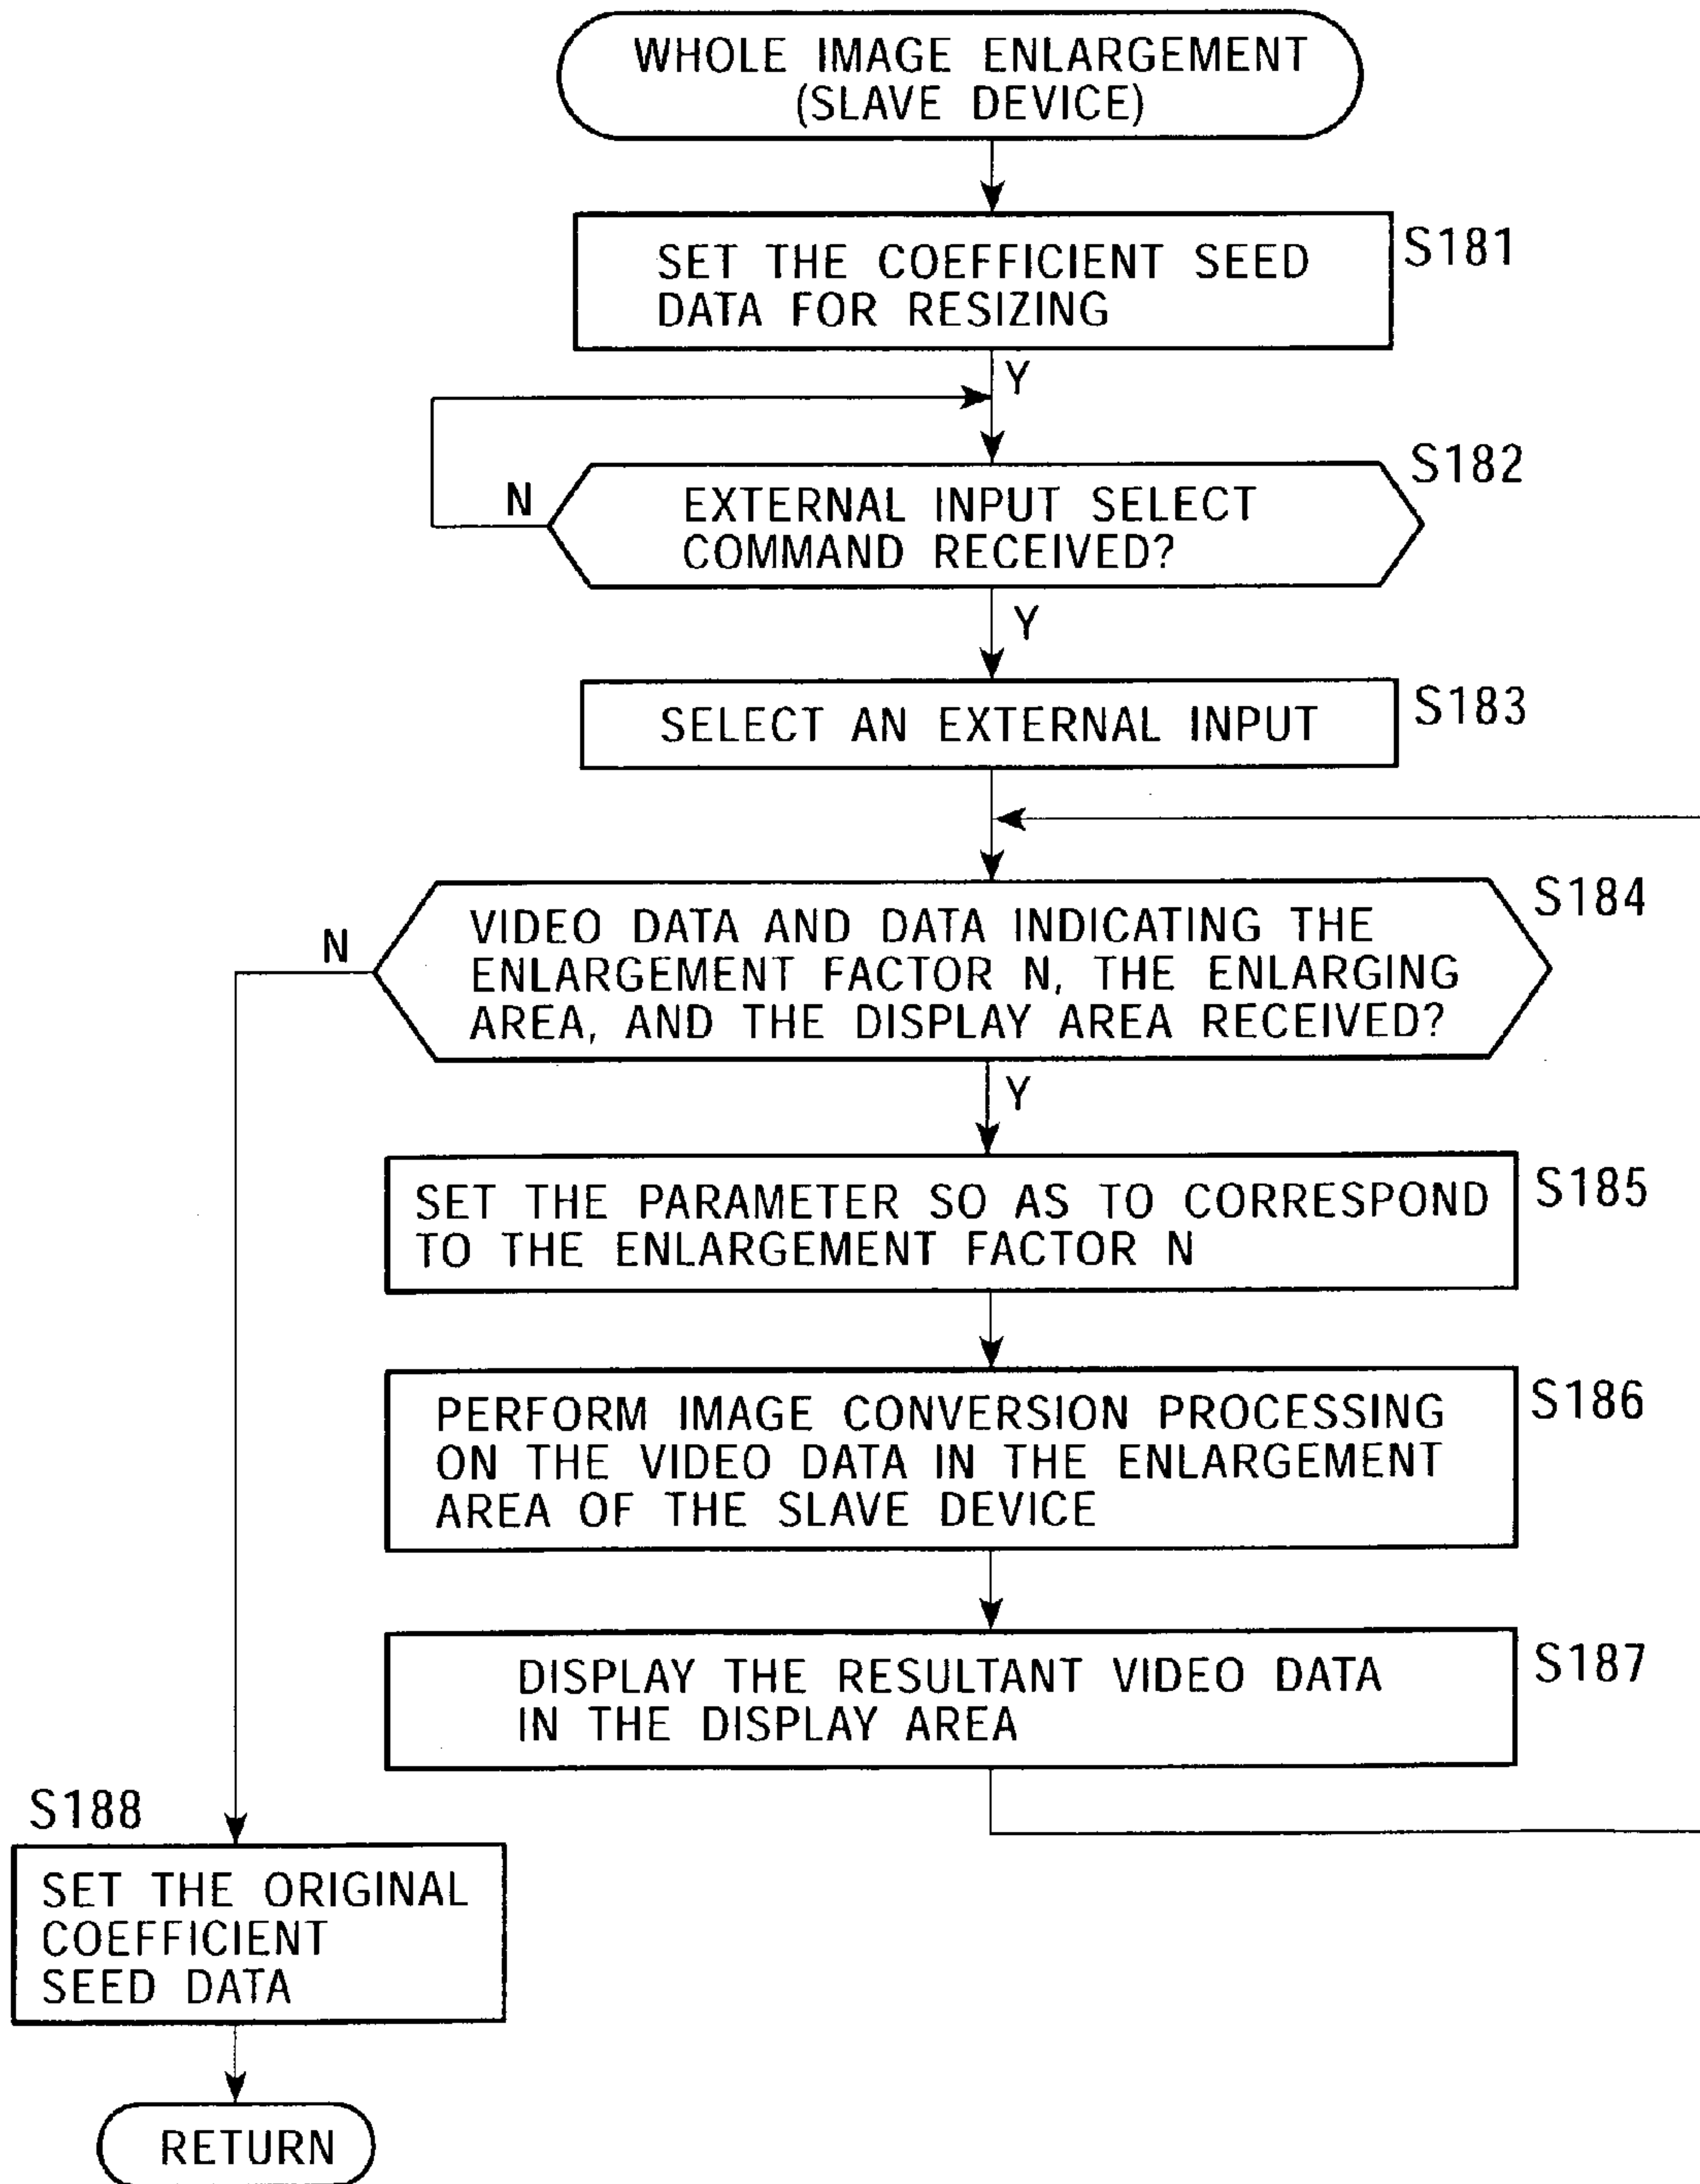 WHOLE IMAGE ENLARGEMENT
(SLAVE DEVICE)
SET THE COEFFICIENT SEED
DATA FOR RESIZING
S181
Y
EXTERNAL INPUT SELECT
COMMAND RECEIVED?
S182
N
Y
SELECT AN EXTERNAL INPUT
S183
VIDEO DATA AND DATA INDICATING THE
ENLARGEMENT FACTOR N, THE ENLARGING
AREA, AND THE DISPLAY AREA RECEIVED?
S184
N
Y
SET THE PARAMETER SO AS TO CORRESPOND
TO THE ENLARGEMENT FACTOR N
S185
PERFORM IMAGE CONVERSION PROCESSING
ON THE VIDEO DATA IN THE ENLARGEMENT
AREA OF THE SLAVE DEVICE
S186
DISPLAY THE RESULTANT VIDEO DATA
IN THE DISPLAY AREA
S187
S188
SET THE ORIGINAL
COEFFICIENT
SEED DATA
RETURN